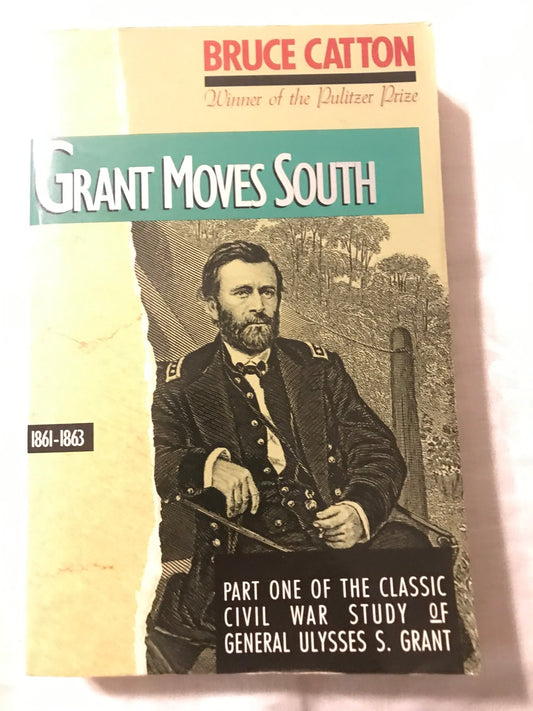 BRUCE CATTON
Winner of the Pulitzer Prize
GRANT MOVES SOUTH
1861-1863
PART ONE OF THE CLASSIC
CIVIL WAR STUDY OF
GENERAL ULYSSES S. GRANT